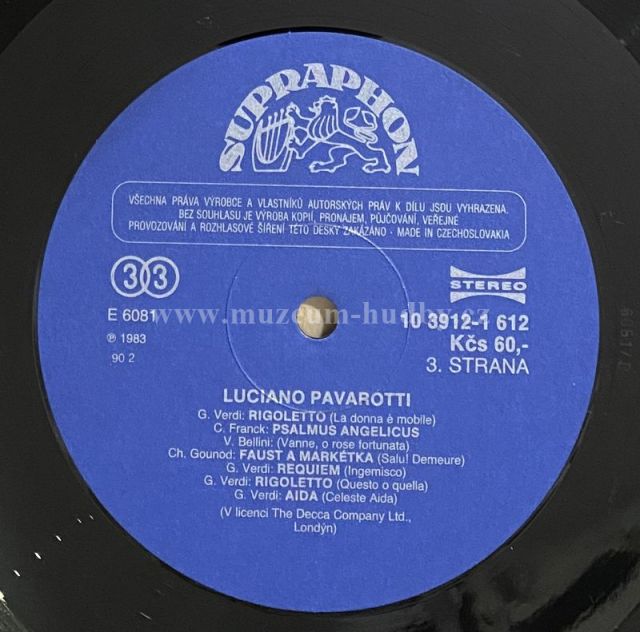 SUPRAPHON
VŠECHNA PRÁVA VÝROBCE A VLASTNÍKŮ AUTORSKÝCH PRÁV K DÍLU JSOU VYHRAZENA.
BEZ SOUHLASU JE VÝROBA KOPIÍ, PRONÁJEM, PŮJČOVÁNÍ, VEŘEJNÉ
PROVOZOVÁNÍ A ROZHLASOVÉ ŠÍŘENÍ TÉTO DESKY ZAKÁZÁNO · MADE IN CZECHOSLOVAKIA
33
STEREO
E 6081
www.muzeum-hudby.cz
10 3912-1 612
℗ 1983
Kčs 60,-
90 2
3. STRANA
LUCIANO PAVAROTTI
G. Verdi: RIGOLETTO (La donna è mobile)
C. Franck: PSALMUS ANGELICUS
V. Bellini: (Vanne, o rose fortunata)
Ch. Gounod: FAUST A MARKÉTKA (Salut Demeure)
G. Verdi: REQUIEM (Ingemisco)
G. Verdi: RIGOLETTO (Questo o quella)
G. Verdi: AIDA (Celeste Aida)
(V licenci The Decca Company Ltd.,
Londýn)